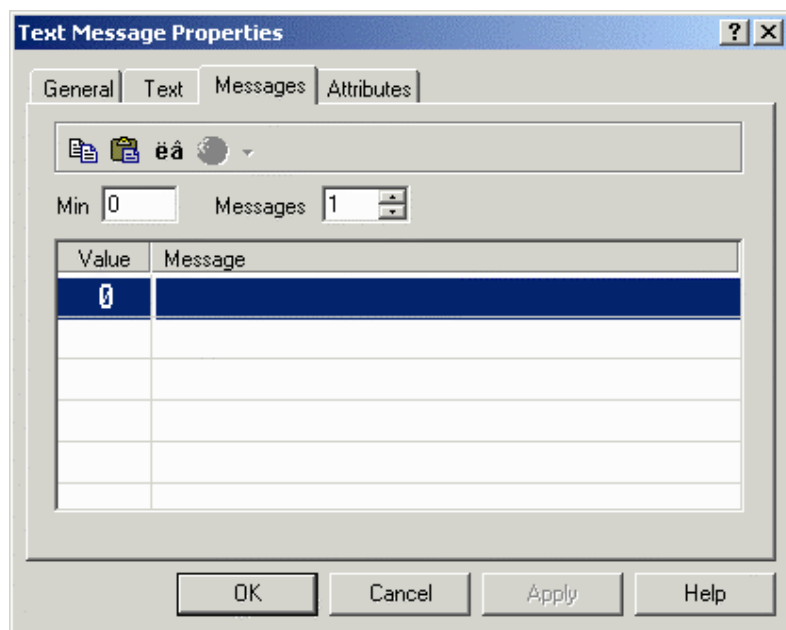 Text Message Properties
General Text Messages Attributes
ëâ
Min 0 Messages 1
Value Message
0
OK Cancel Apply Help